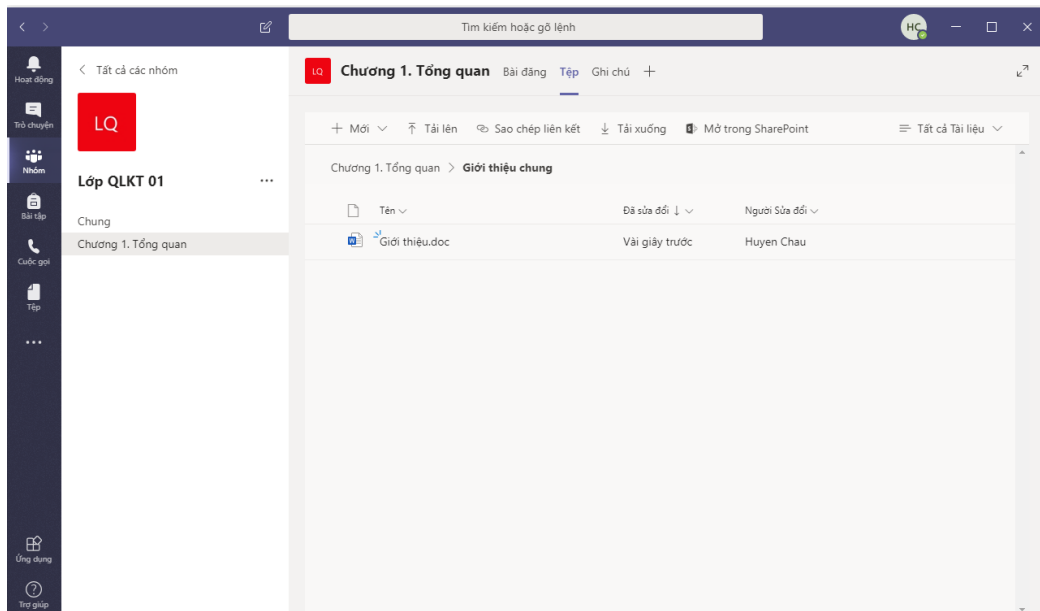 Tìm kiếm hoặc gõ lệnh
HC
Hoạt động
Trò chuyện
Nhóm
Bài tập
Cuộc gọi
Tệp
Ứng dụng
Trợ giúp
Tất cả các nhóm
LQ
Lớp QLKT 01
Chung
Chương 1. Tổng quan
LQ Chương 1. Tổng quan Bài đăng Tệp Ghi chú
Mới Tải lên Sao chép liên kết Tải xuống Mở trong SharePoint Tất cả Tài liệu
Chương 1. Tổng quan > Giới thiệu chung
Tên Đã sửa đổi ↓ Người Sửa đổi
Giới thiệu.doc Vài giây trước Huyen Chau